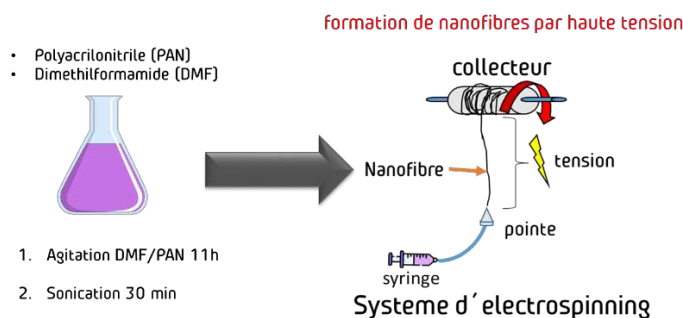 formation de nanofibres par haute tension
• Polyacrilonitrile (PAN)
• Dimethilformamide (DMF)
collecteur
Nanofibre
tension
pointe
syringe
1. Agitation DMF/PAN 11h
2. Sonication 30 min
Systeme d´electrospinning